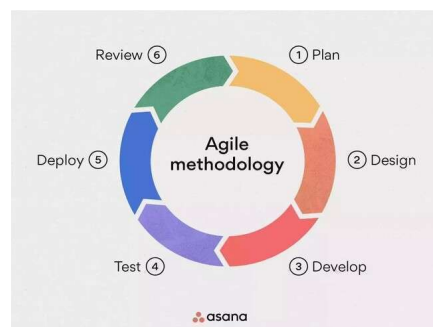 Agile
methodology
1 Plan
2 Design
3 Develop
Test 4
Deploy 5
Review 6
asana